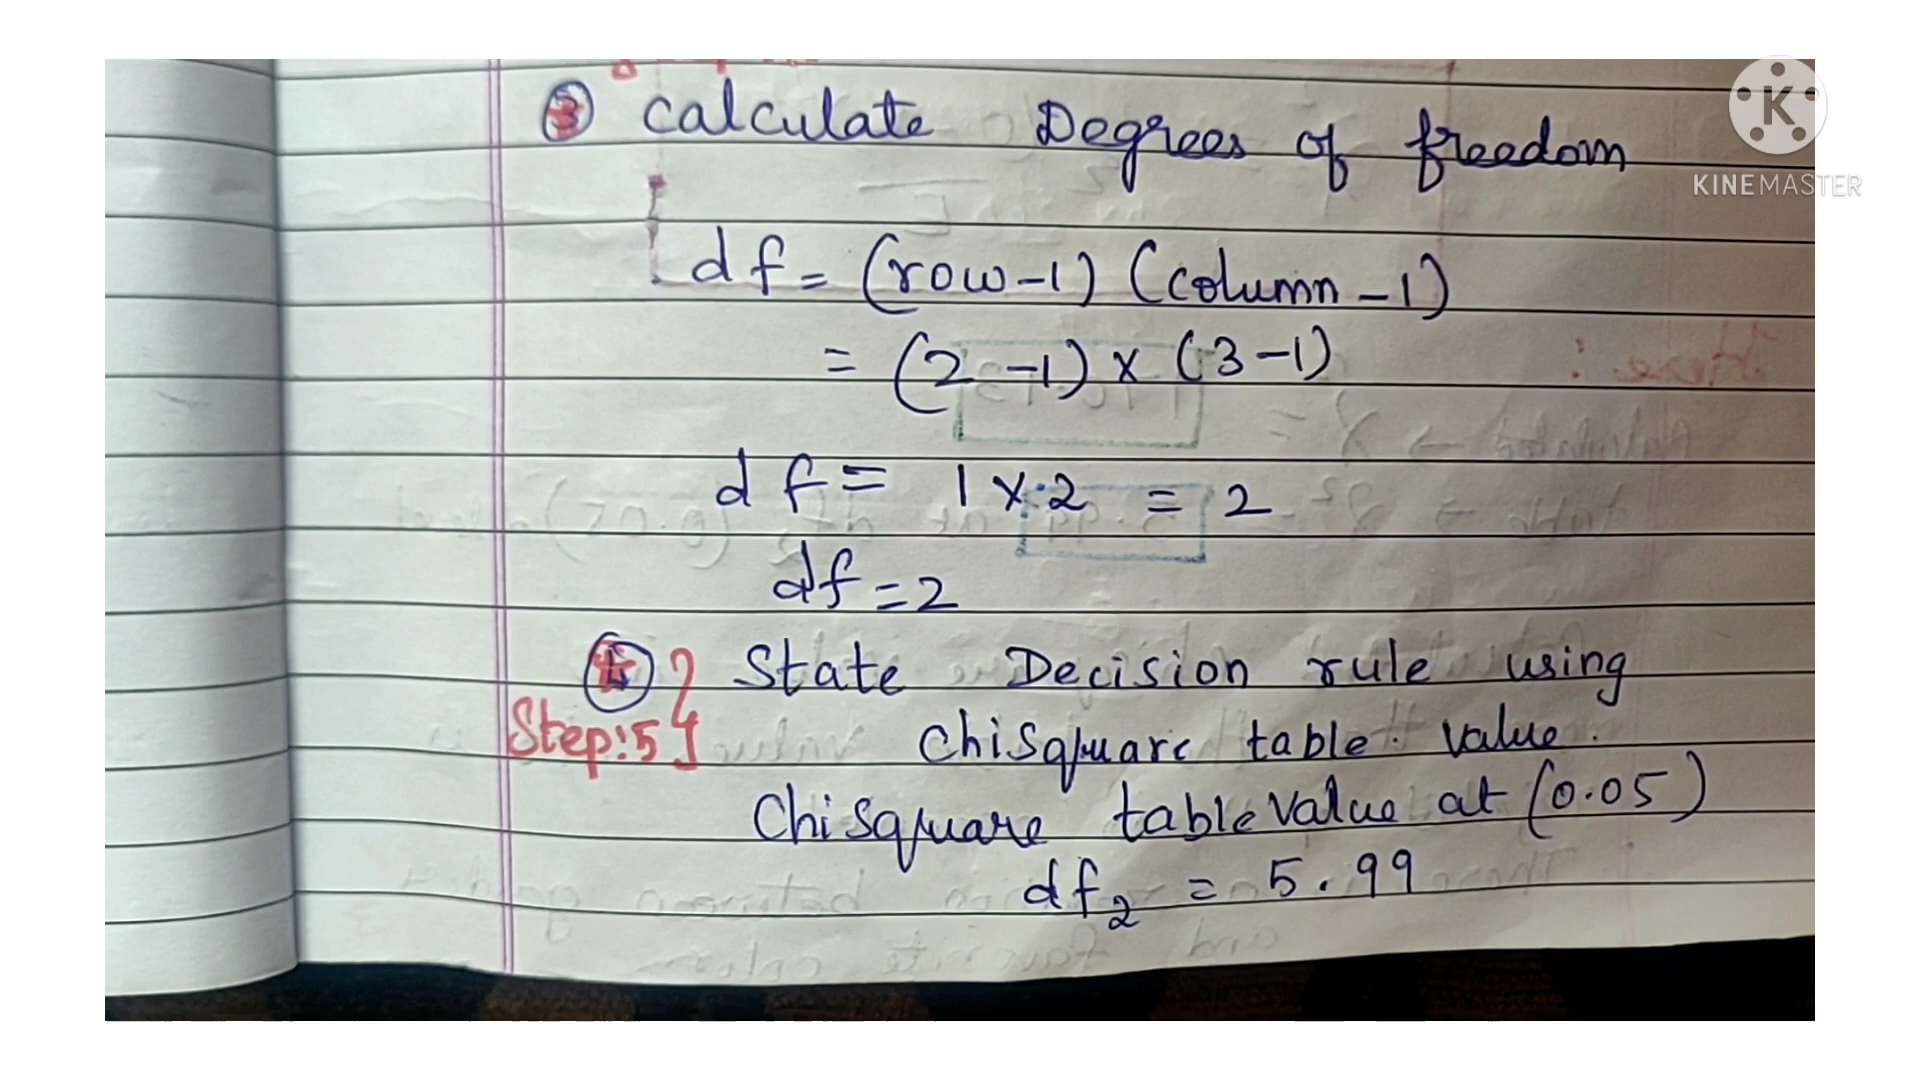 ③ calculate Degrees of freedom
KINEMASTER
df = (row-1) (column-1)
= (2-1) x (3-1)
df = 1 x 2 = 2
df = 2
④ State Decision rule using
Step:5
chisquare table value.
Chisquare table value at (0.05)
df₂ = 5.99